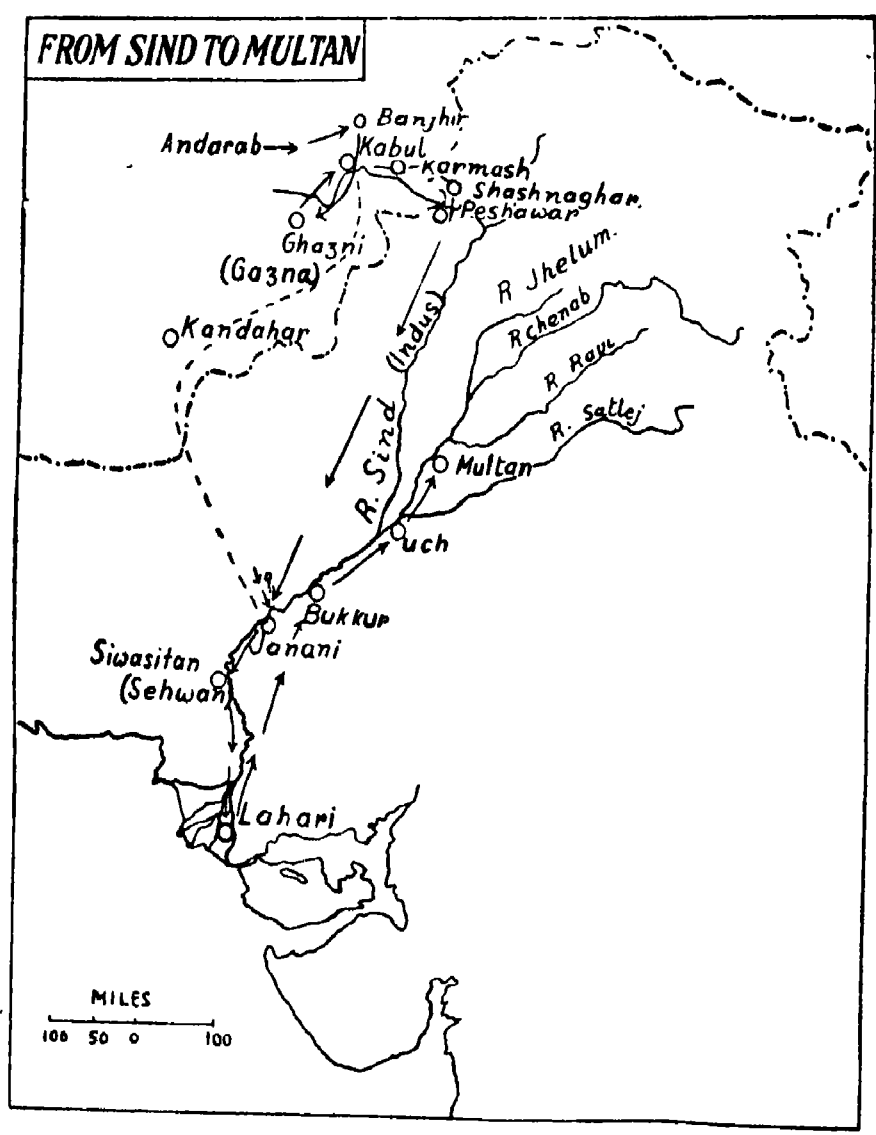 FROM SIND TO MULTAN
Banjhir
Andarab
Kabul
Karmash
Shashnaghar.
Peshawar
Ghazni
(Gazna)
R Jhelum.
R chenab
Kandahar
(Indus)
R Ravi
R. Satlej
R. Sind
Multan
uch
Bukkur
Janani
Siwasitan
(Sehwan)
Lahari
MILES
100 50 0 100